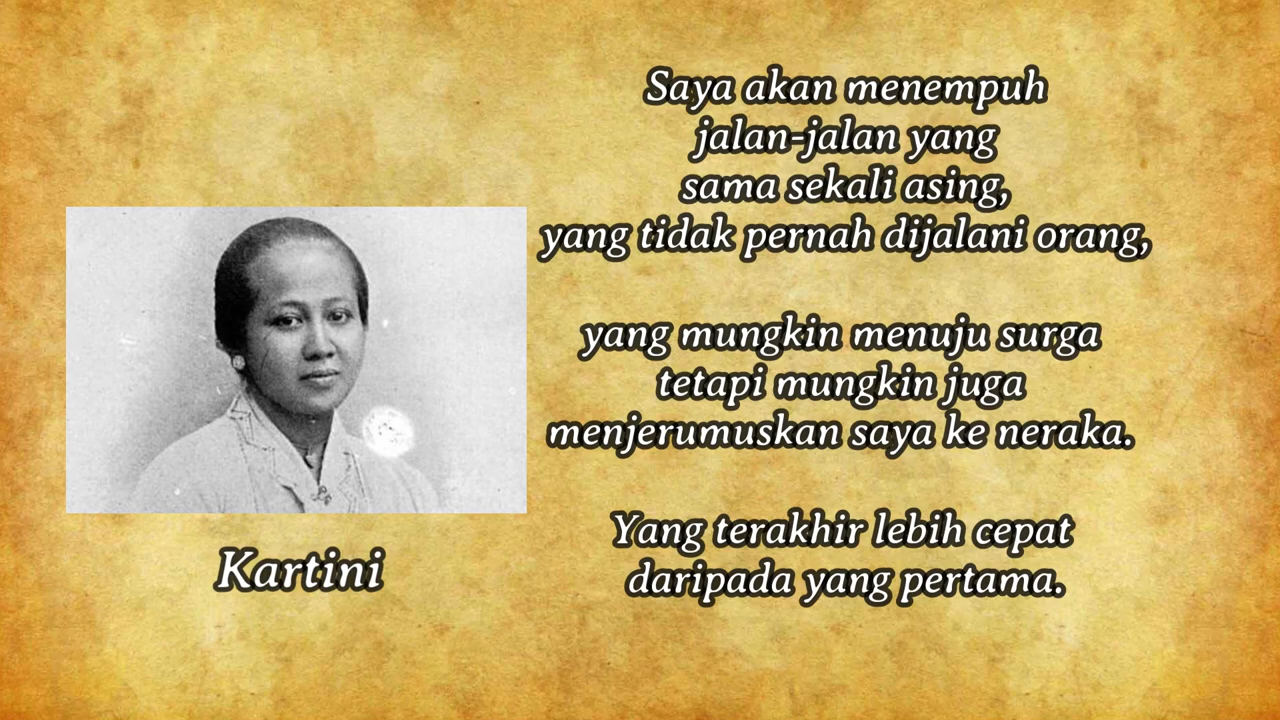 Saya akan menempuh
jalan-jalan yang
sama sekali asing,
yang tidak pernah dijalani orang,
yang mungkin menuju surga
tetapi mungkin juga
menjerumuskan saya ke neraka.
Yang terakhir lebih cepat
daripada yang pertama.
Kartini